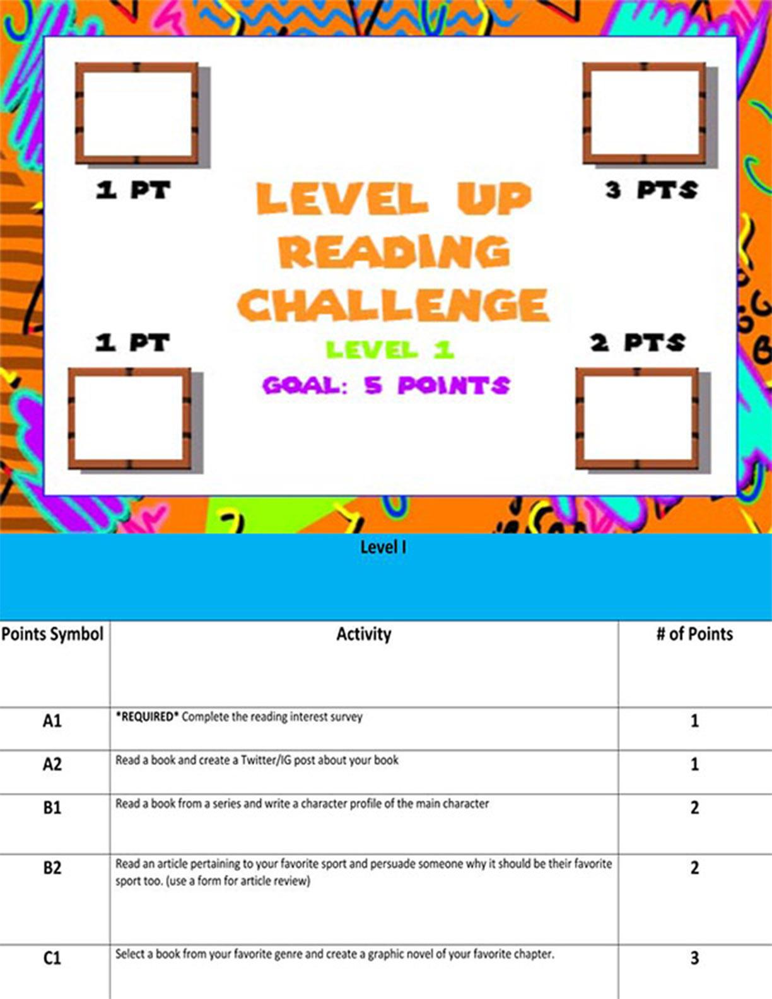 1 PT
3 PTS
LEVEL UP
READING
CHALLENGE
LEVEL 1
GOAL: 5 POINTS
1 PT
2 PTS
Level I
Points Symbol Activity # of Points
A1 *REQUIRED* Complete the reading interest survey 1
A2 Read a book and create a Twitter/IG post about your book 1
B1 Read a book from a series and write a character profile of the main character 2
B2 Read an article pertaining to your favorite sport and persuade someone why it should be their favorite 2
sport too. (use a form for article review)
C1 Select a book from your favorite genre and create a graphic novel of your favorite chapter. 3